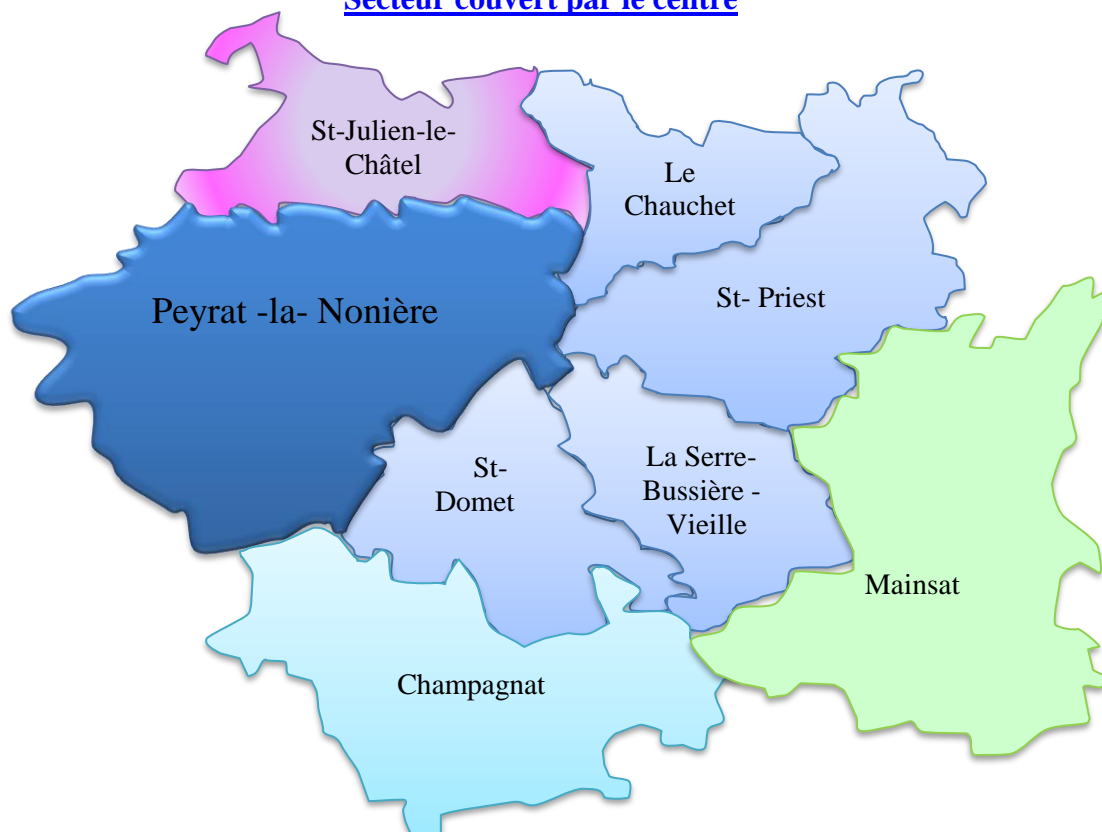 Secteur couvert par le centre
St-Julien-le-
Châtel
Le
Chauchet
St- Priest
Peyrat -la- Nonière
St-
Domet
La Serre-
Bussière -
Vieille
Mainsat
Champagnat